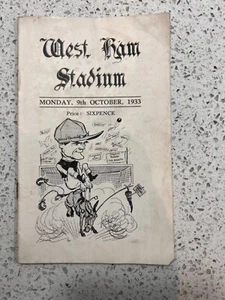 West Ham
Stadium
MONDAY, 9th OCTOBER, 1933
Price: SIXPENCE